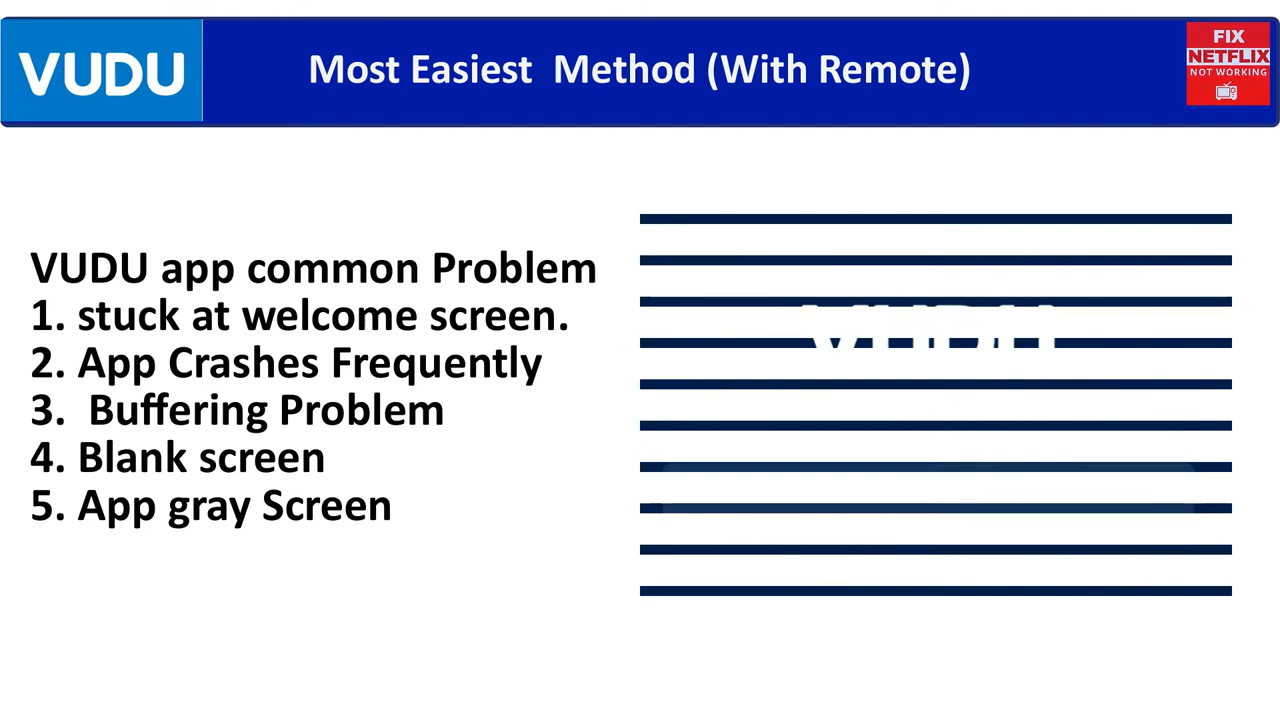 VUDU
Most Easiest  Method (With Remote)
FIX
NETFLIX
NOT WORKING
VUDU app common Problem
1. stuck at welcome screen.
2. App Crashes Frequently
3.  Buffering Problem
4. Blank screen
5. App gray Screen
VUDU